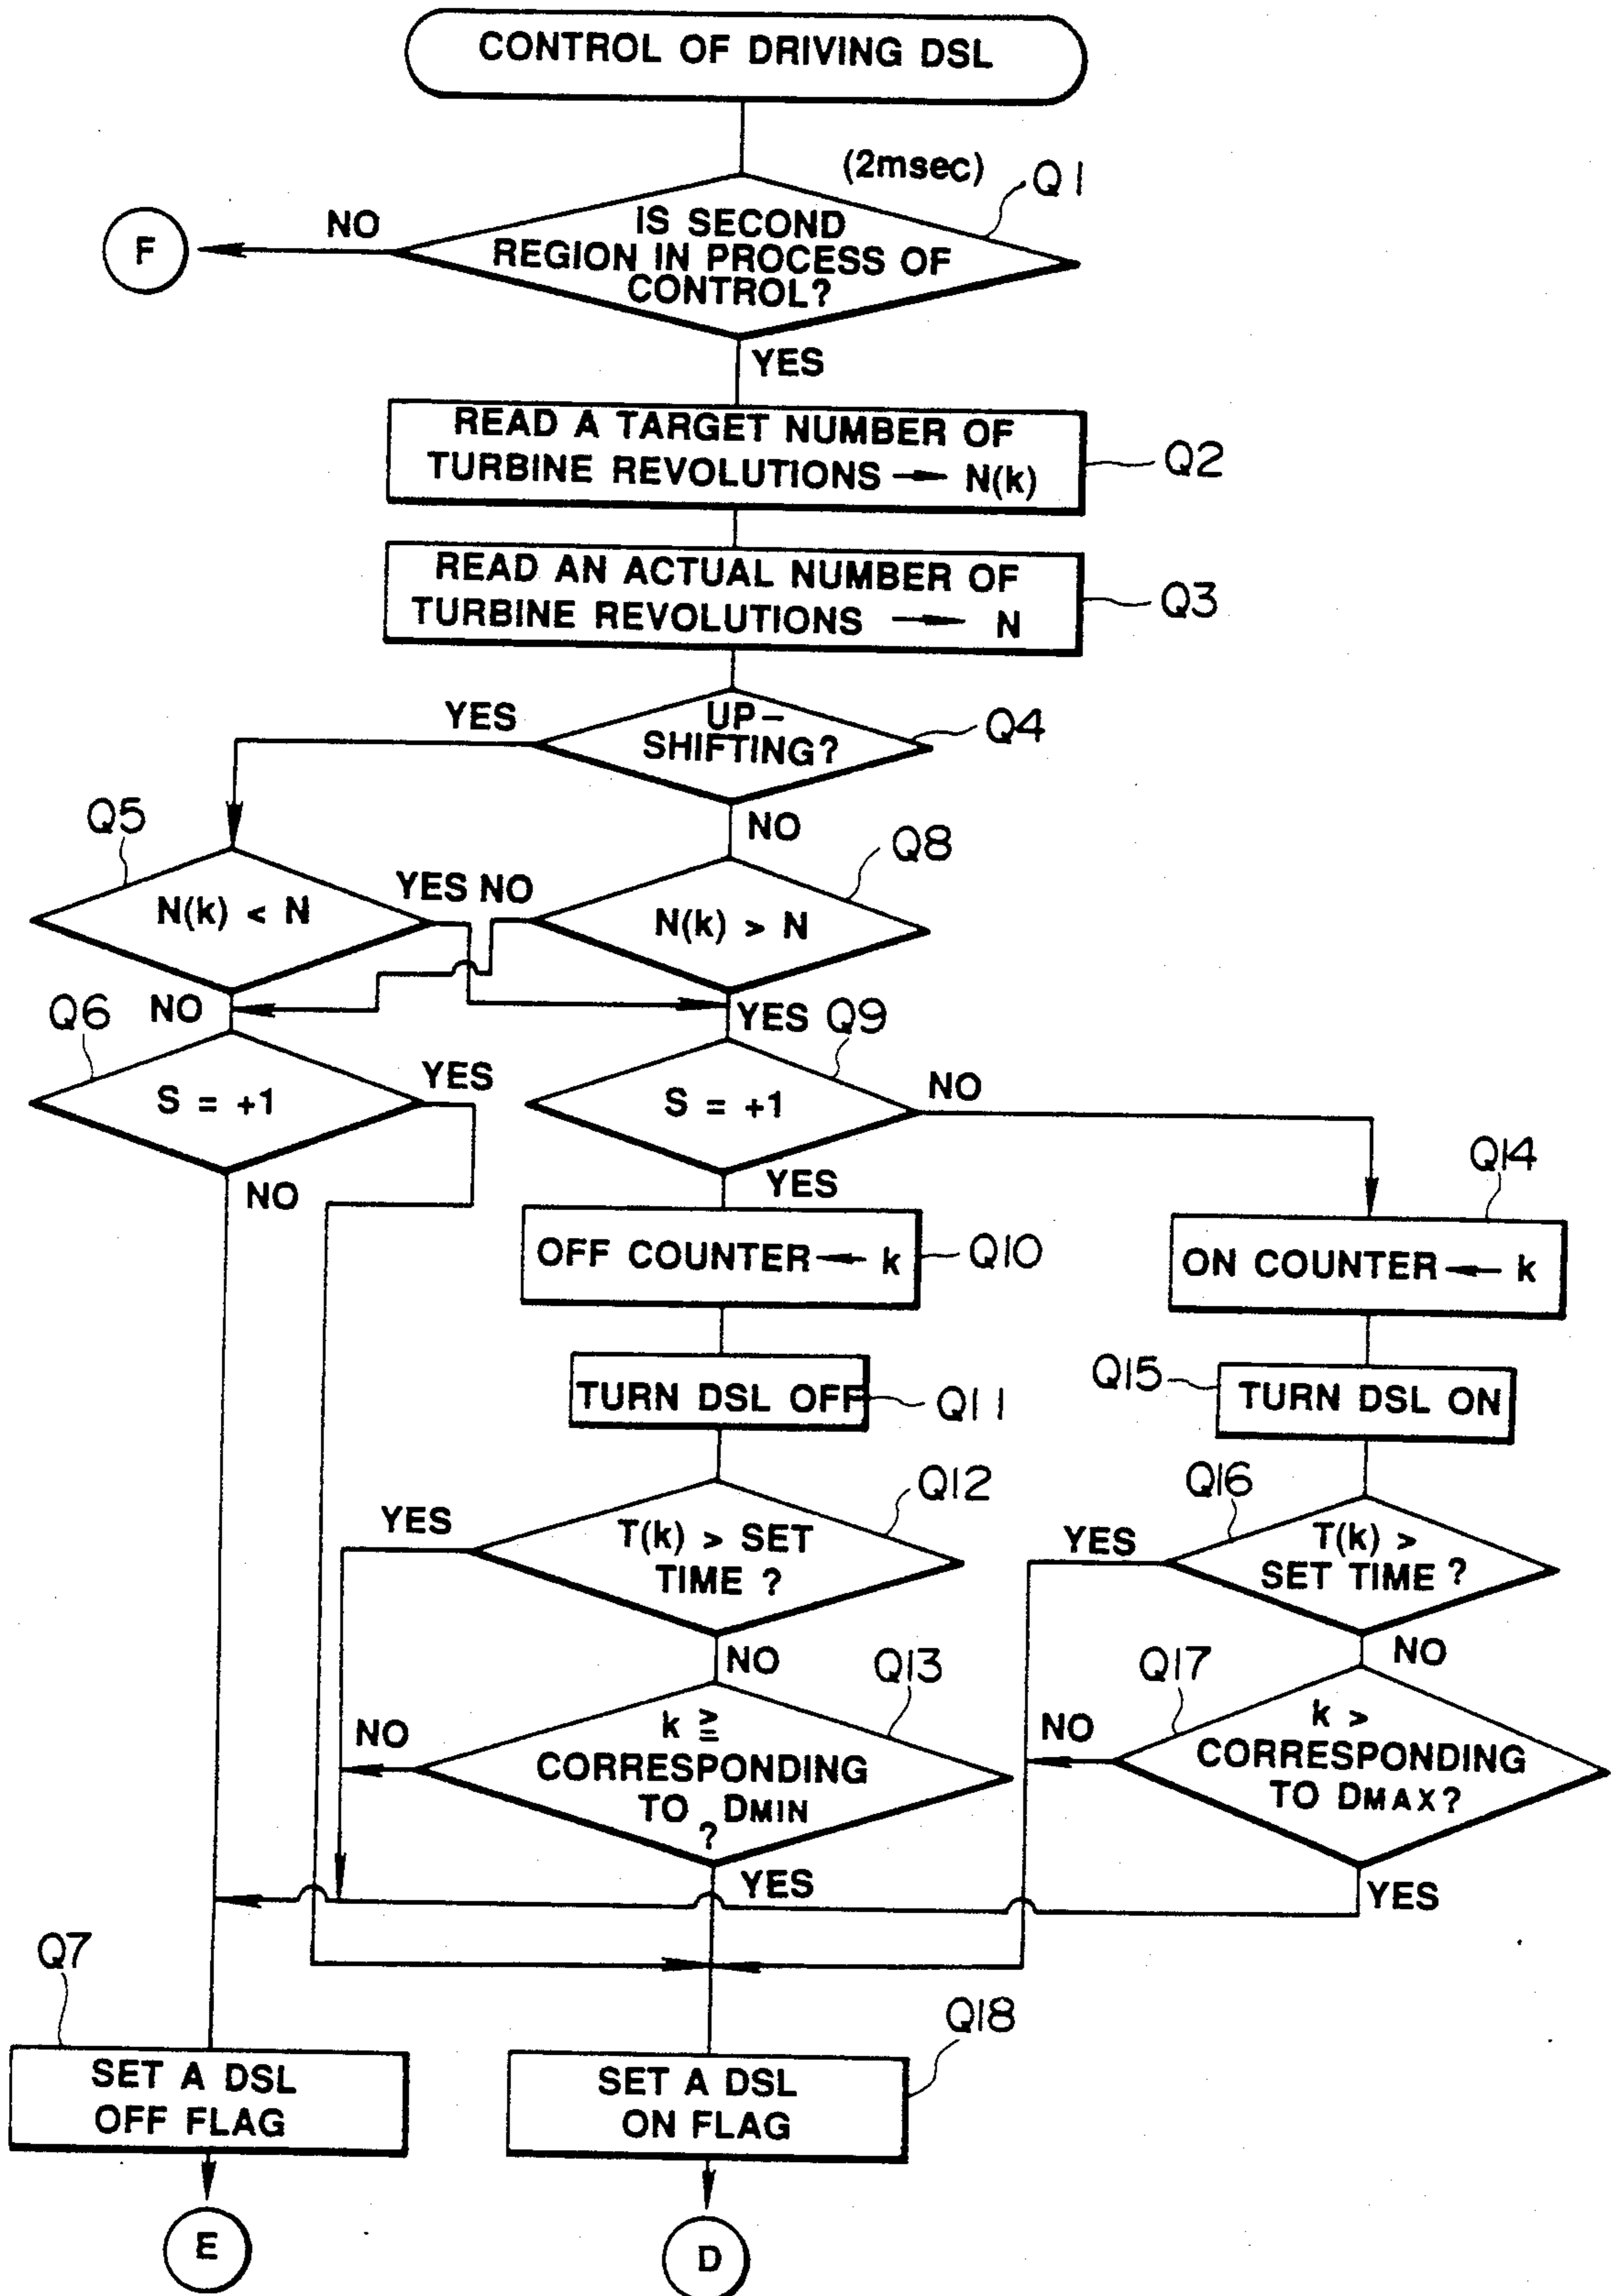 CONTROL OF DRIVING DSL
(2msec)
Q1
NO
F
IS SECOND
REGION IN PROCESS OF
CONTROL?
YES
READ A TARGET NUMBER OF
TURBINE REVOLUTIONS → N(k)
Q2
READ AN ACTUAL NUMBER OF
TURBINE REVOLUTIONS → N
Q3
YES
UP-
SHIFTING?
Q4
NO
Q5
Q8
N(k) < N
YES
NO
N(k) > N
NO
YES
Q6
Q9
S = +1
YES
S = +1
NO
NO
YES
Q14
OFF COUNTER ← k
Q10
ON COUNTER ← k
TURN DSL OFF
Q11
Q15
TURN DSL ON
Q12
Q16
YES
T(k) > SET
TIME ?
YES
T(k) >
SET TIME ?
NO
NO
Q13
Q17
NO
k ≧
CORRESPONDING
TO DMIN
?
NO
k >
CORRESPONDING
TO DMAX?
YES
YES
Q7
Q18
SET A DSL
OFF FLAG
SET A DSL
ON FLAG
E
D